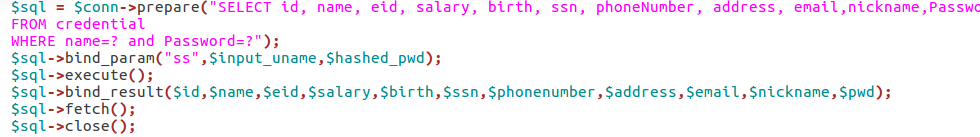 $sql = $conn->prepare("SELECT id, name, eid, salary, birth, ssn, phoneNumber, address, email,nickname,Passwo
FROM credential
WHERE name=? and Password=?");
$sql->bind_param("ss",$input_uname,$hashed_pwd);
$sql->execute();
$sql->bind_result($id,$name,$eid,$salary,$birth,$ssn,$phonenumber,$address,$email,$nickname,$pwd);
$sql->fetch();
$sql->close();